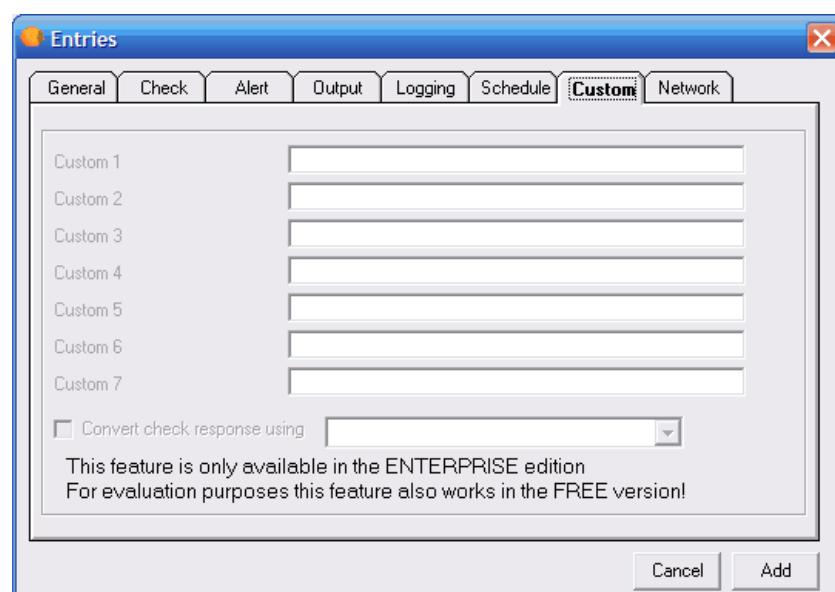 Entries
General Check Alert Output Logging Schedule Custom Network
Custom 1
Custom 2
Custom 3
Custom 4
Custom 5
Custom 6
Custom 7
Convert check response using
This feature is only available in the ENTERPRISE edition
For evaluation purposes this feature also works in the FREE version!
Cancel Add